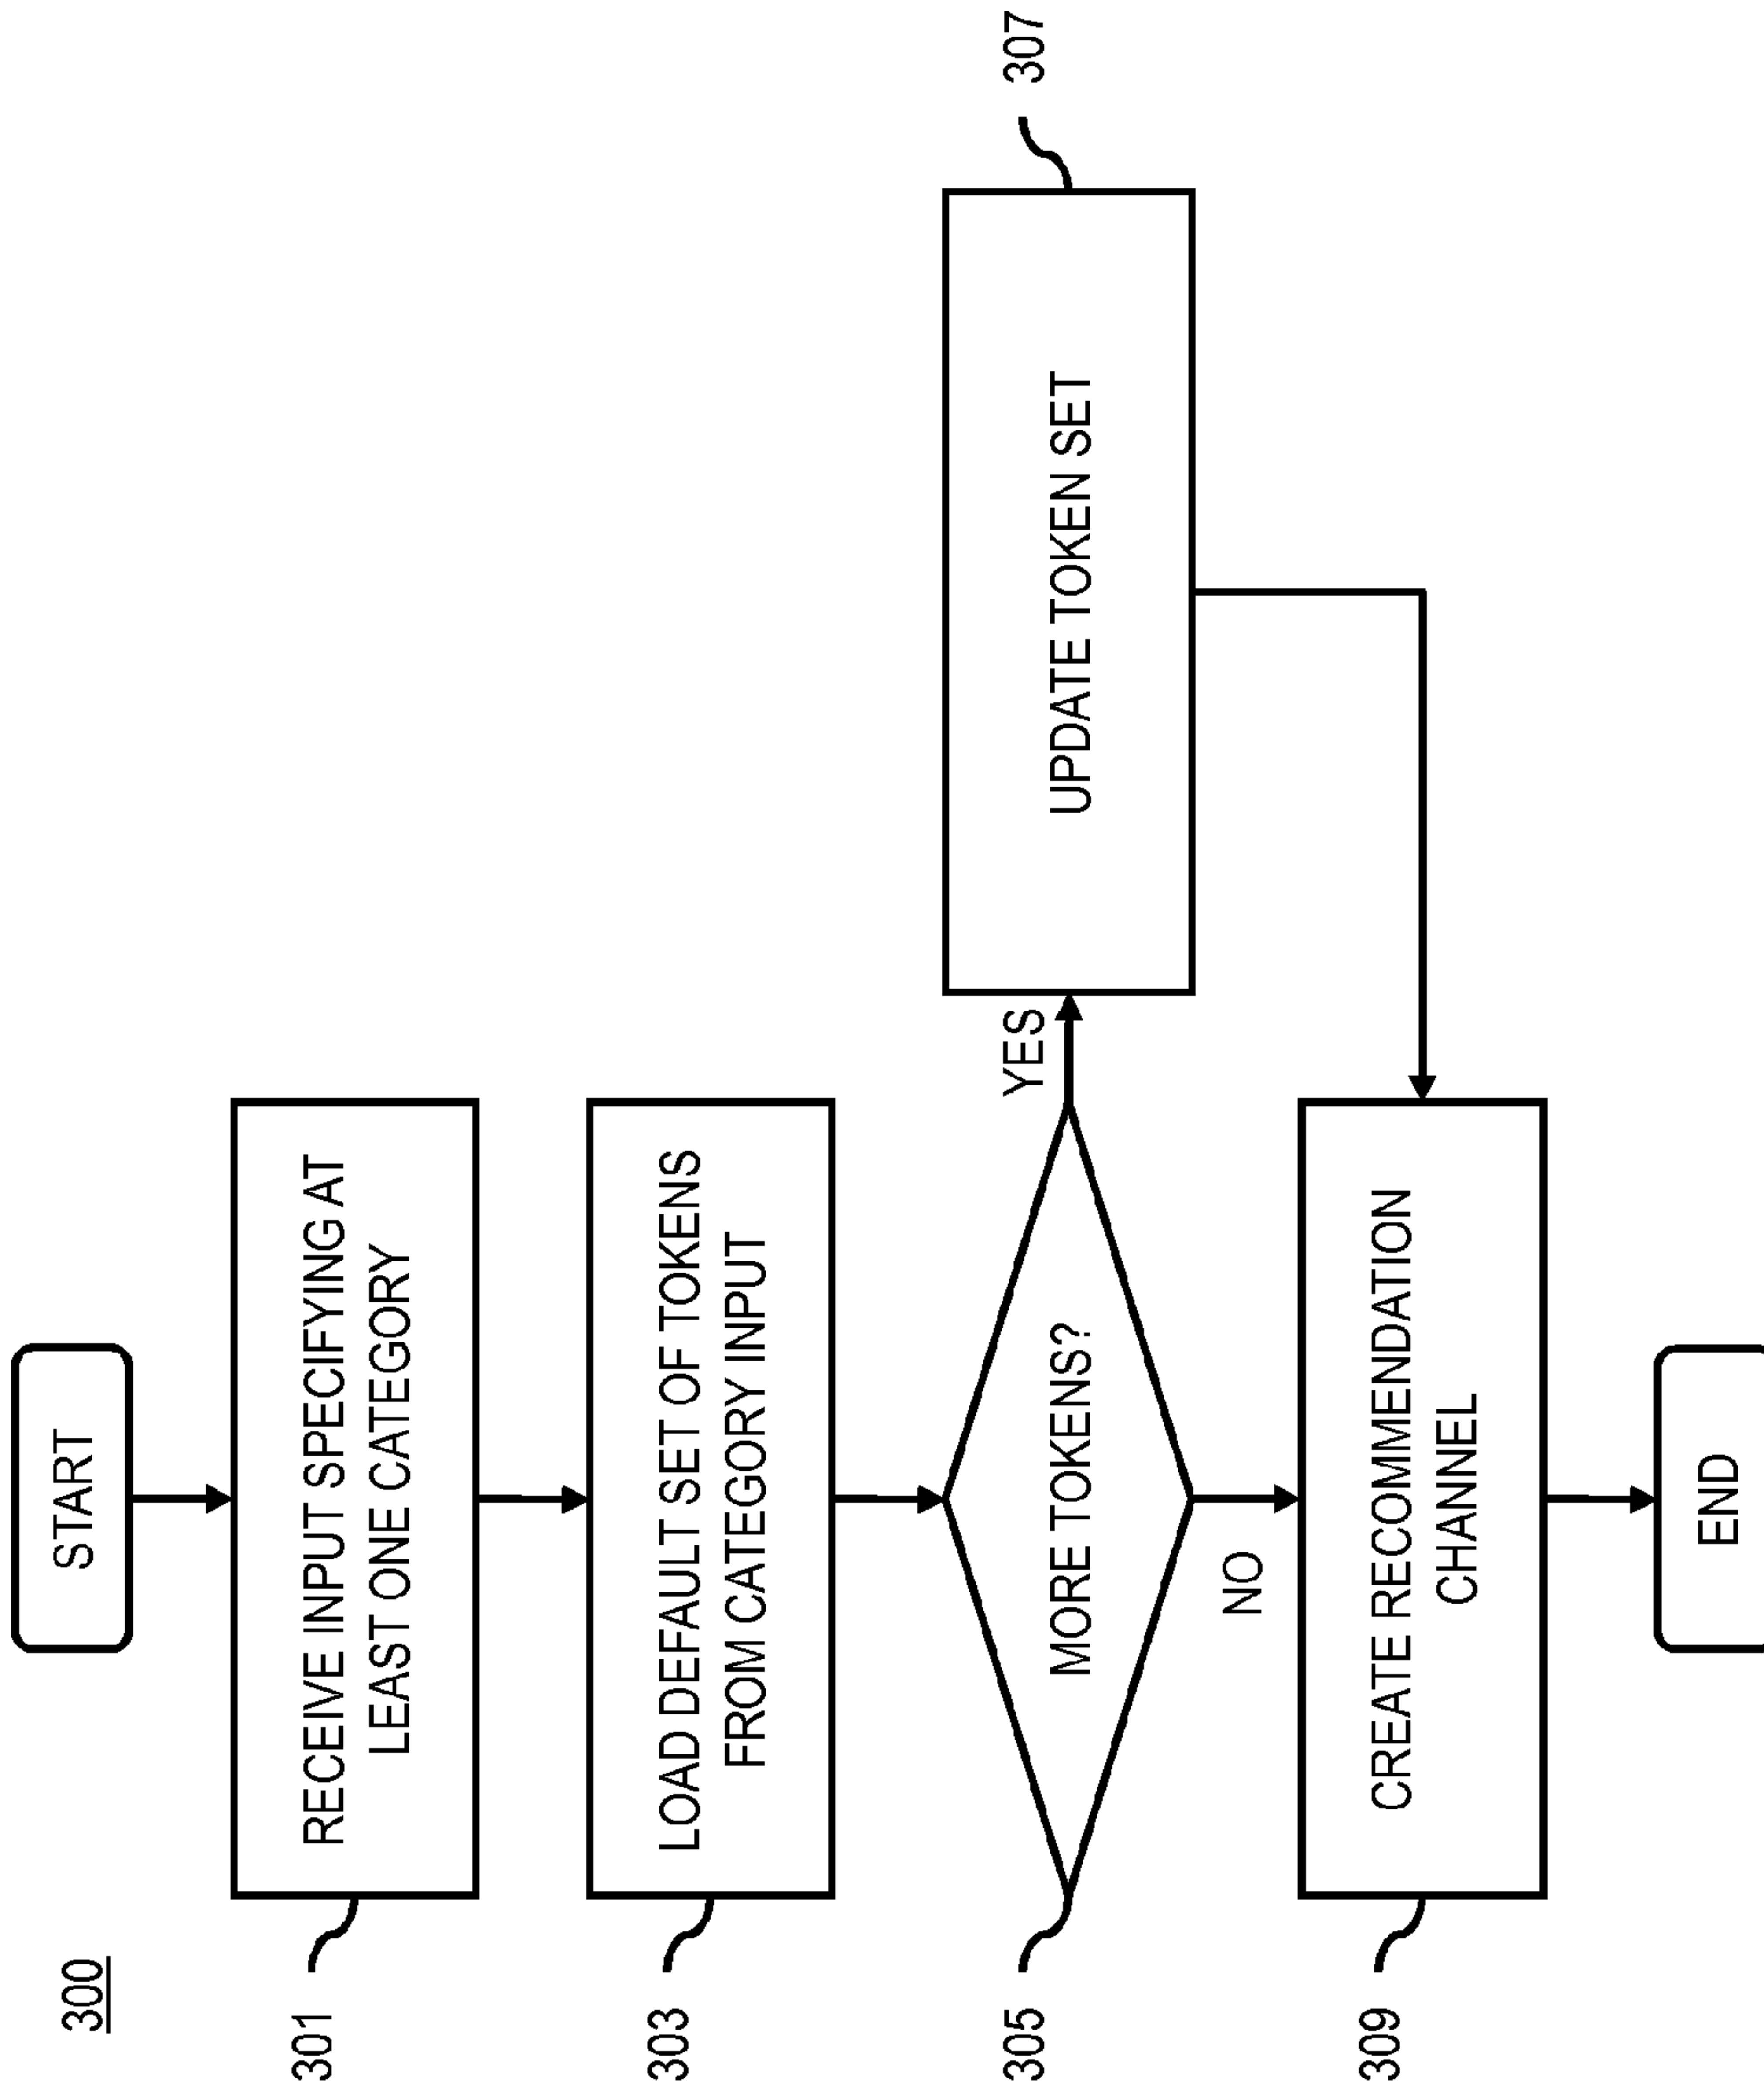 300
START
301
RECEIVE INPUT SPECIFYING AT
LEAST ONE CATEGORY
303
LOAD DEFAULT SET OF TOKENS
FROM CATEGORY INPUT
305
MORE TOKENS?
YES
UPDATE TOKEN SET
307
NO
309
CREATE RECOMMENDATION
CHANNEL
END